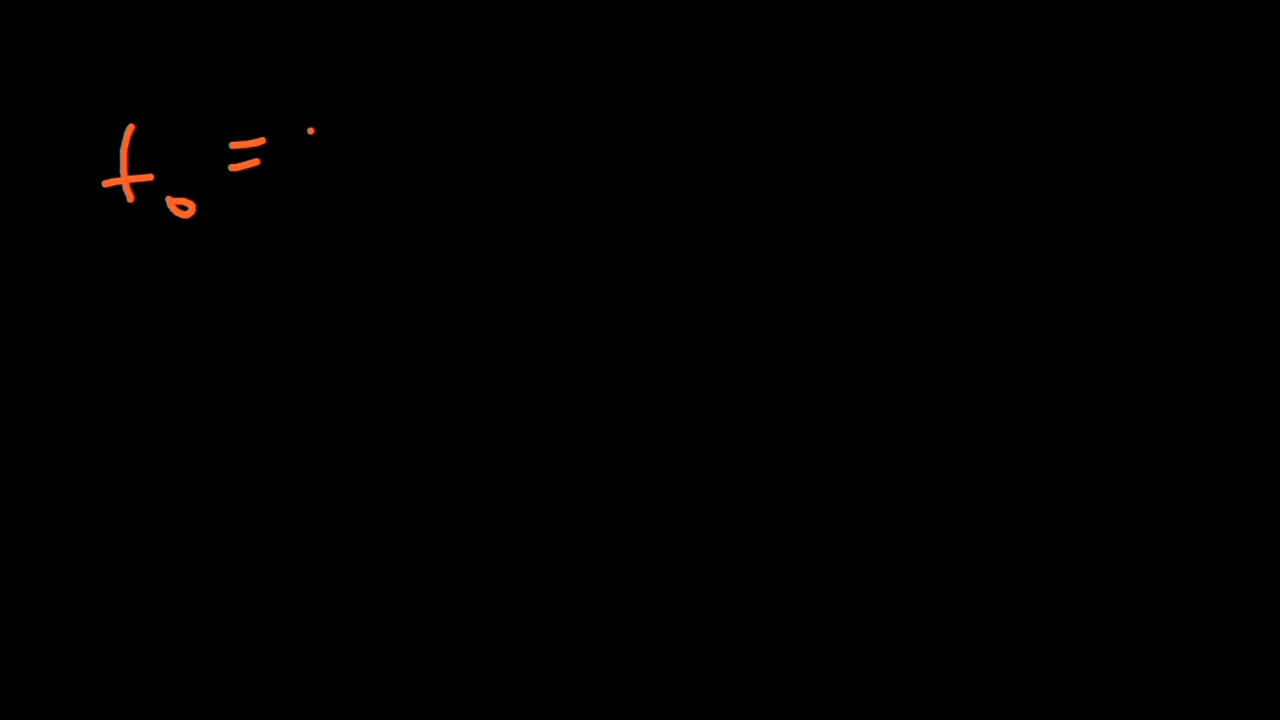 t₀ =